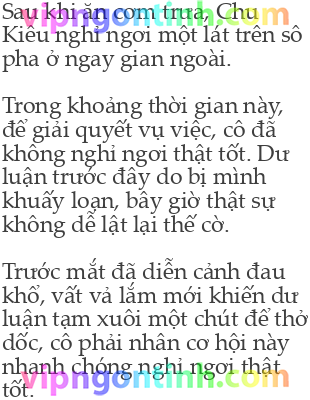 Sau khi ăn cơm trưa, Chu
Kiều nghỉ ngơi một lát trên sô
pha ở ngay gian ngoài.
Trong khoảng thời gian này,
để giải quyết vụ việc, cô đã
không nghỉ ngơi thật tốt. Dư
luận trước đây do bị mình
khuấy loạn, bây giờ thật sự
không dể lật lại thế cờ.
Trước mắt đã diễn cảnh đau
khổ, vất vả lắm mới khiến dư
luận tạm xuôi một chút để thở
dốc, cô phải nhân cơ hội này
nhanh chóng nghỉ ngơi thật
tốt.
vipngontinh.com
vipngontinh.com